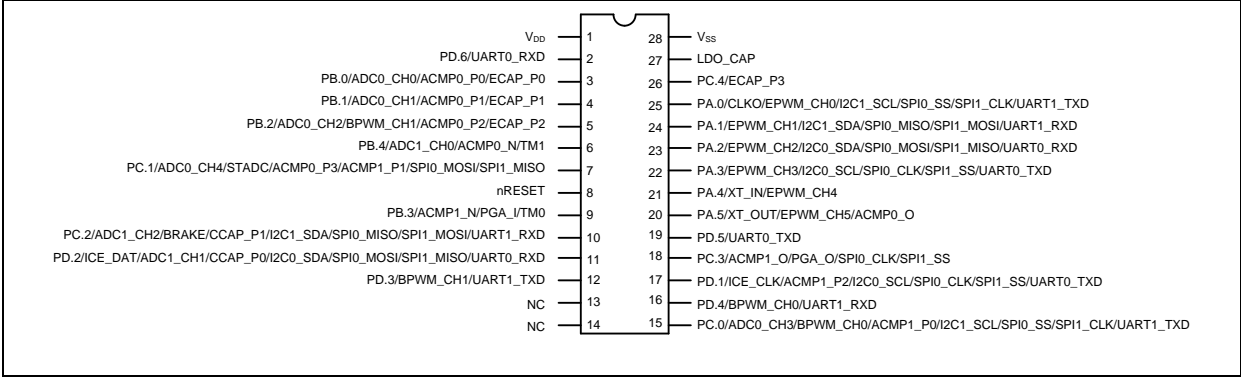 VDD 1 28 VSS
PD.6/UART0_RXD 2 27 LDO_CAP
PB.0/ADC0_CH0/ACMP0_P0/ECAP_P0 3 26 PC.4/ECAP_P3
PB.1/ADC0_CH1/ACMP0_P1/ECAP_P1 4 25 PA.0/CLKO/EPWM_CH0/I2C1_SCL/SPI0_SS/SPI1_CLK/UART1_TXD
PB.2/ADC0_CH2/BPWM_CH1/ACMP0_P2/ECAP_P2 5 24 PA.1/EPWM_CH1/I2C1_SDA/SPI0_MISO/SPI1_MOSI/UART1_RXD
PB.4/ADC1_CH0/ACMP0_N/TM1 6 23 PA.2/EPWM_CH2/I2C0_SDA/SPI0_MOSI/SPI1_MISO/UART0_RXD
PC.1/ADC0_CH4/STADC/ACMP0_P3/ACMP1_P1/SPI0_MOSI/SPI1_MISO 7 22 PA.3/EPWM_CH3/I2C0_SCL/SPI0_CLK/SPI1_SS/UART0_TXD
nRESET 8 21 PA.4/XT_IN/EPWM_CH4
PB.3/ACMP1_N/PGA_I/TM0 9 20 PA.5/XT_OUT/EPWM_CH5/ACMP0_O
PC.2/ADC1_CH2/BRAKE/CCAP_P1/I2C1_SDA/SPI0_MISO/SPI1_MOSI/UART1_RXD 10 19 PD.5/UART0_TXD
PD.2/ICE_DAT/ADC1_CH1/CCAP_P0/I2C0_SDA/SPI0_MOSI/SPI1_MISO/UART0_RXD 11 18 PC.3/ACMP1_O/PGA_O/SPI0_CLK/SPI1_SS
PD.3/BPWM_CH1/UART1_TXD 12 17 PD.1/ICE_CLK/ACMP1_P2/I2C0_SCL/SPI0_CLK/SPI1_SS/UART0_TXD
NC 13 16 PD.4/BPWM_CH0/UART1_RXD
NC 14 15 PC.0/ADC0_CH3/BPWM_CH0/ACMP1_P0/I2C1_SCL/SPI0_SS/SPI1_CLK/UART1_TXD